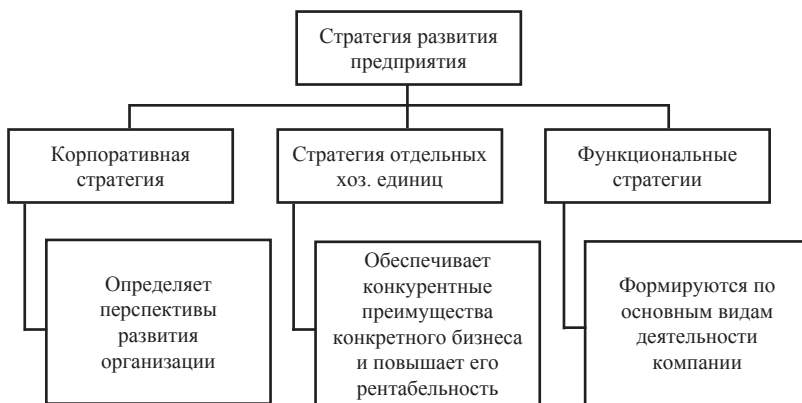 Стратегия развития
предприятия
Корпоративная
стратегия
Стратегия отдельных
хоз. единиц
Функциональные
стратегии
Определяет
перспективы
развития
организации
Обеспечивает
конкурентные
преимущества
конкретного бизнеса
и повышает его
рентабельность
Формируются по
основным видам
деятельности
компании